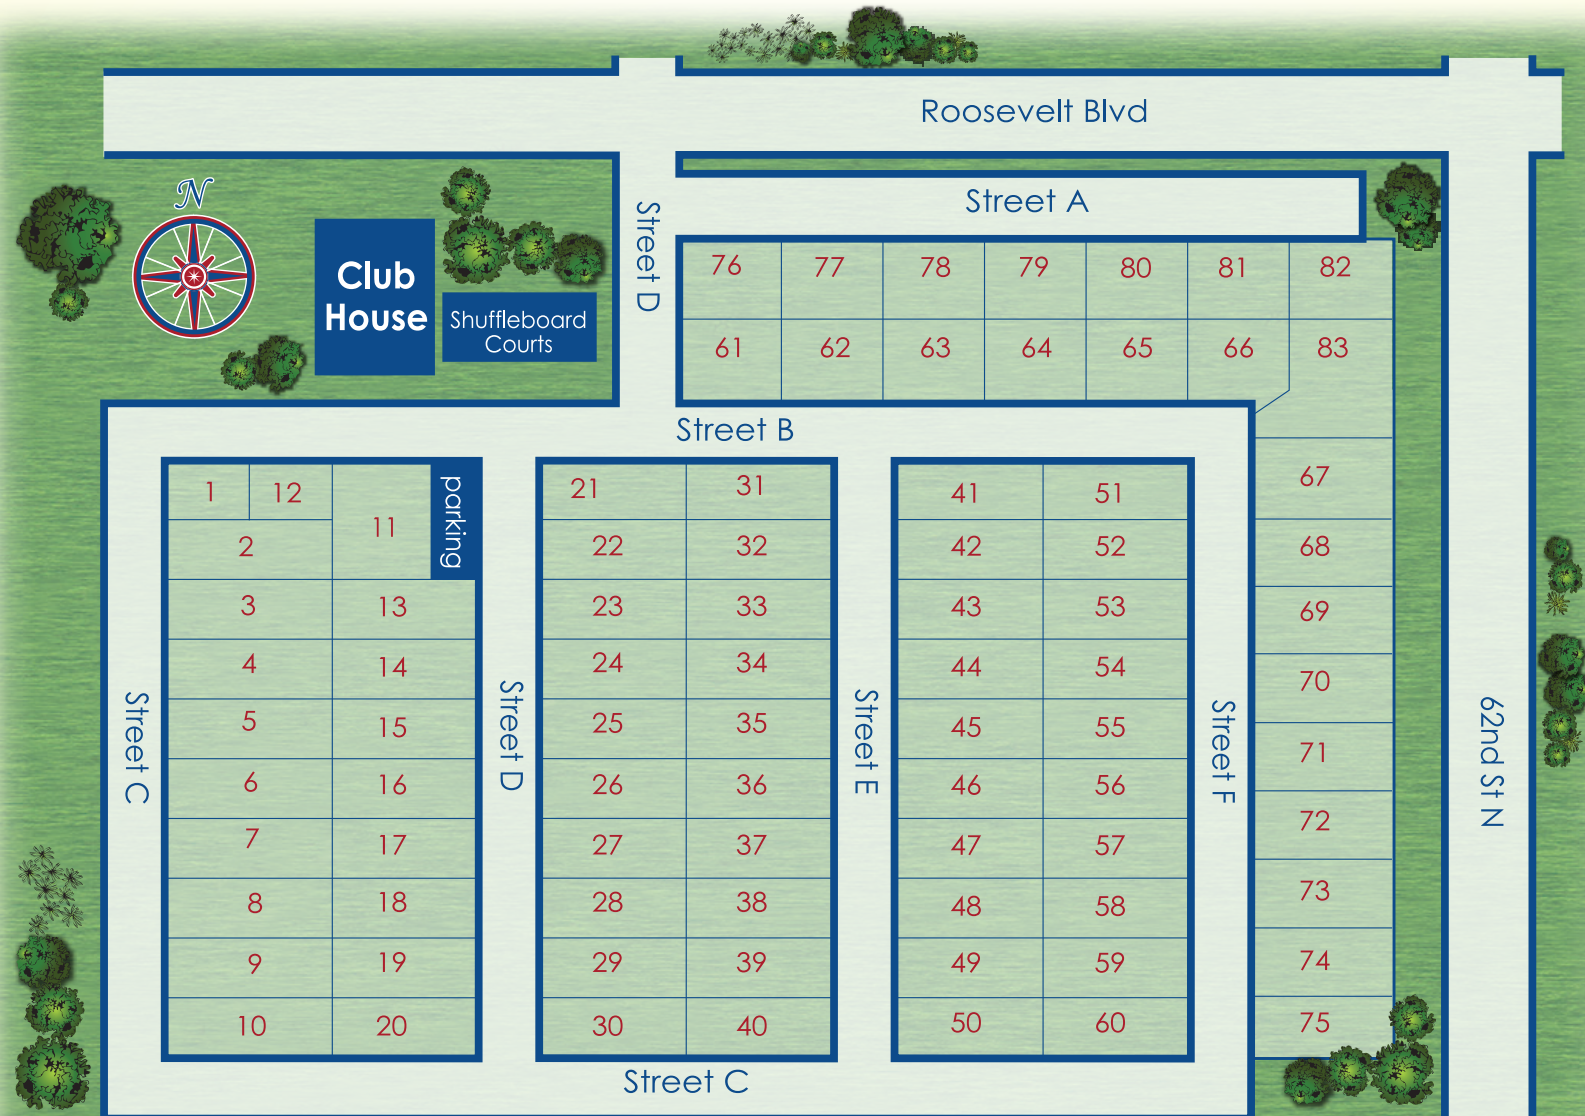 Roosevelt Blvd
N
Street A
Street D
Club
House
Shuffleboard
Courts
76 77 78 79 80 81 82
61 62 63 64 65 66 83
Street B
1 12 11 parking 21 31 41 51 67
2 22 32 42 52 68
3 13 23 33 43 53 69
4 14 24 34 44 54 70
5 15 25 35 45 55 71
Street C
Street D
Street E
Street F
62nd St N
6 16 26 36 46 56 72
7 17 27 37 47 57 73
8 18 28 38 48 58 74
9 19 29 39 49 59 75
10 20 30 40 50 60
Street C